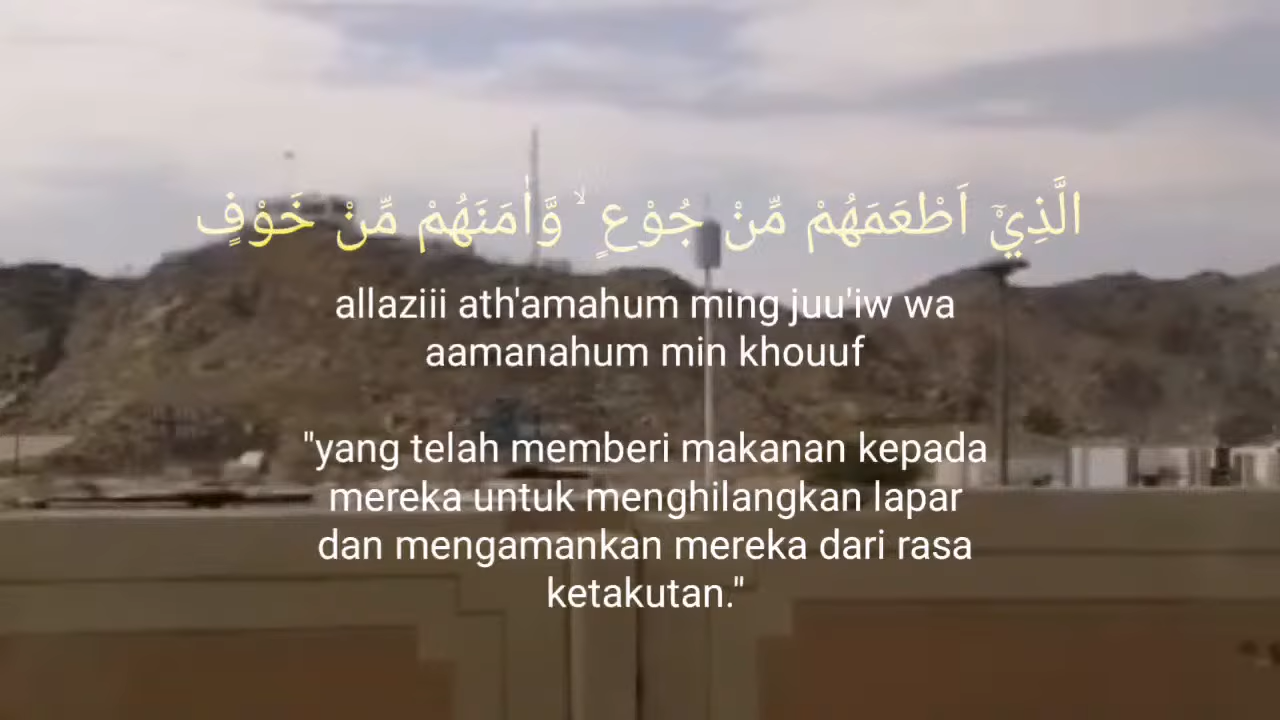 الَّذِيْٓ اَطْعَمَهُمْ مِّنْ جُوْعٍ ۙ وَّاٰمَنَهُمْ مِّنْ خَوْفٍ
allaziii ath'amahum ming juu'iw wa
aamanahum min khouuf
"yang telah memberi makanan kepada
mereka untuk menghilangkan lapar
dan mengamankan mereka dari rasa
ketakutan."